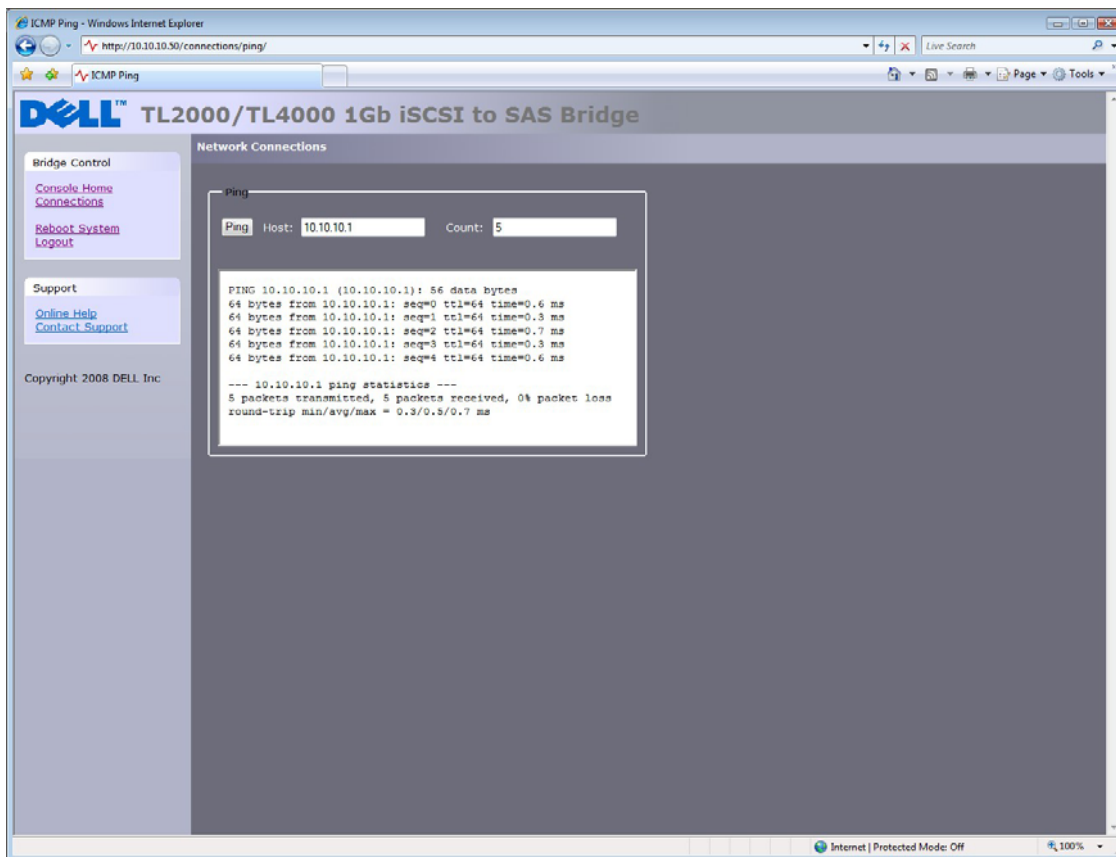 ICMP Ping - Windows Internet Explorer
http://10.10.10.50/connections/ping/
Live Search
ICMP Ping
Page
Tools
DELL™ TL2000/TL4000 1Gb iSCSI to SAS Bridge
Network Connections
Bridge Control
Console Home
Connections
Reboot System
Logout
Support
Online Help
Contact Support
Copyright 2008 DELL Inc
Ping
Ping Host: 10.10.10.1 Count: 5
PING 10.10.10.1 (10.10.10.1): 56 data bytes
64 bytes from 10.10.10.1: seq=0 ttl=64 time=0.6 ms
64 bytes from 10.10.10.1: seq=1 ttl=64 time=0.3 ms
64 bytes from 10.10.10.1: seq=2 ttl=64 time=0.7 ms
64 bytes from 10.10.10.1: seq=3 ttl=64 time=0.3 ms
64 bytes from 10.10.10.1: seq=4 ttl=64 time=0.6 ms
--- 10.10.10.1 ping statistics ---
5 packets transmitted, 5 packets received, 0% packet loss
round-trip min/avg/max = 0.3/0.5/0.7 ms
Internet | Protected Mode: Off
100%